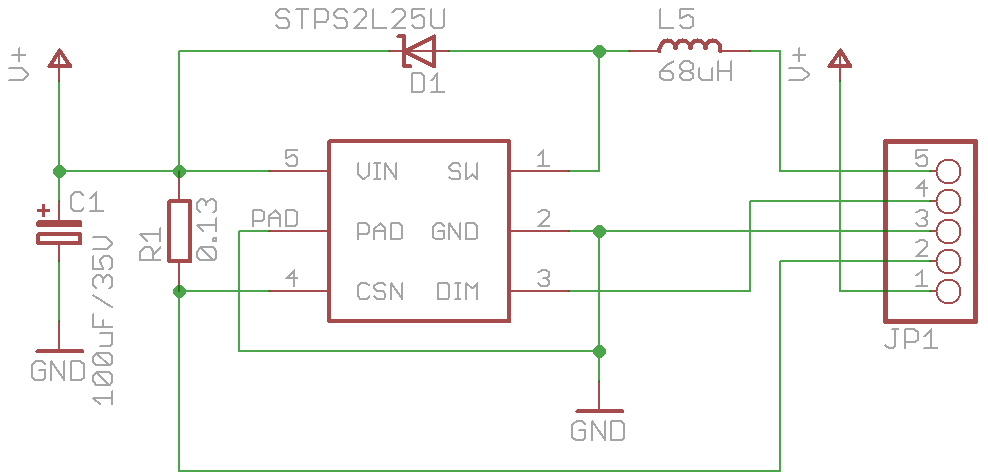 STPS2L25U
L5
V+
D1
68uH
V+
5
VIN
SW
1
5
C1
4
PAD
PAD
GND
2
3
R1
0.13
2
100uF/35V
4
CSN
DIM
3
1
GND
JP1
GND